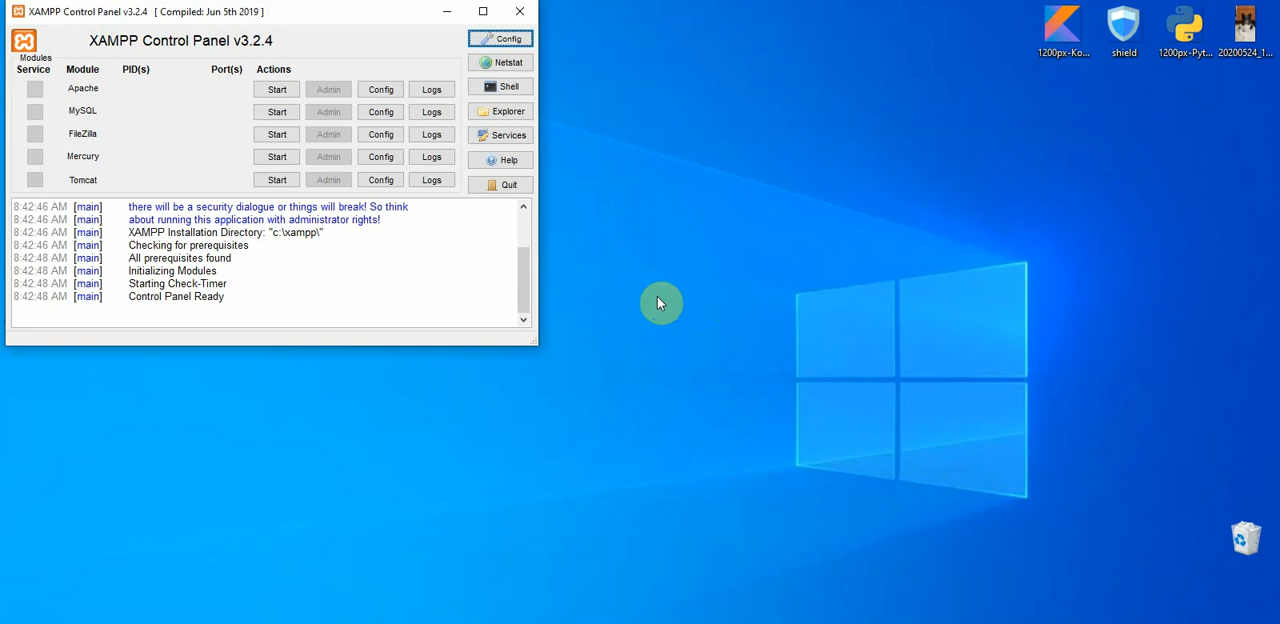 XAMPP Control Panel v3.2.4 [ Compiled: Jun 5th 2019 ]
XAMPP Control Panel v3.2.4
Config
Modules
Service Module PID(s) Port(s) Actions
Netstat
Apache Start Admin Config Logs
Shell
MySQL Start Admin Config Logs
Explorer
FileZilla Start Admin Config Logs
Services
Mercury Start Admin Config Logs
Help
Tomcat Start Admin Config Logs
Quit
8:42:46 AM [main] there will be a security dialogue or things will break! So think
8:42:46 AM [main] about running this application with administrator rights!
8:42:46 AM [main] XAMPP Installation Directory: "c:\xampp\"
8:42:46 AM [main] Checking for prerequisites
8:42:48 AM [main] All prerequisites found
8:42:48 AM [main] Initializing Modules
8:42:48 AM [main] Starting Check-Timer
8:42:48 AM [main] Control Panel Ready
1200px-Ko... shield 1200px-Pyt... 20200524_1...